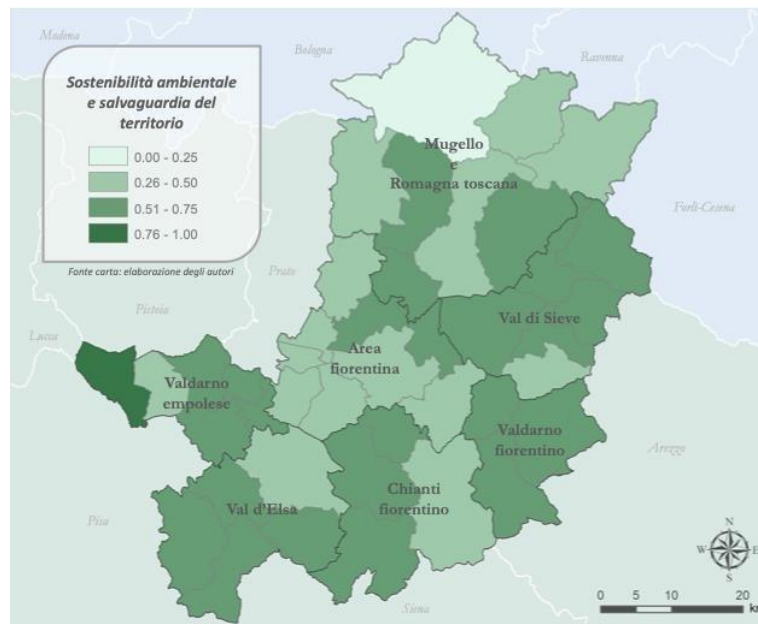 Modena
Bologna
Ravenna
Sostenibilità ambientale
e salvaguardia del
territorio
0.00 - 0.25
0.26 - 0.50
0.51 - 0.75
0.76 - 1.00
Fonte carta: elaborazione degli autori
Mugello
e
Romagna toscana
Forlì-Cesena
Prato
Pistoia
Lucca
Val di Sieve
Area
fiorentina
Valdarno
empolese
Valdarno
fiorentino
Arezzo
Chianti
fiorentino
Val d'Elsa
Pisa
Siena
N
W
E
S
0
5
10
20
km